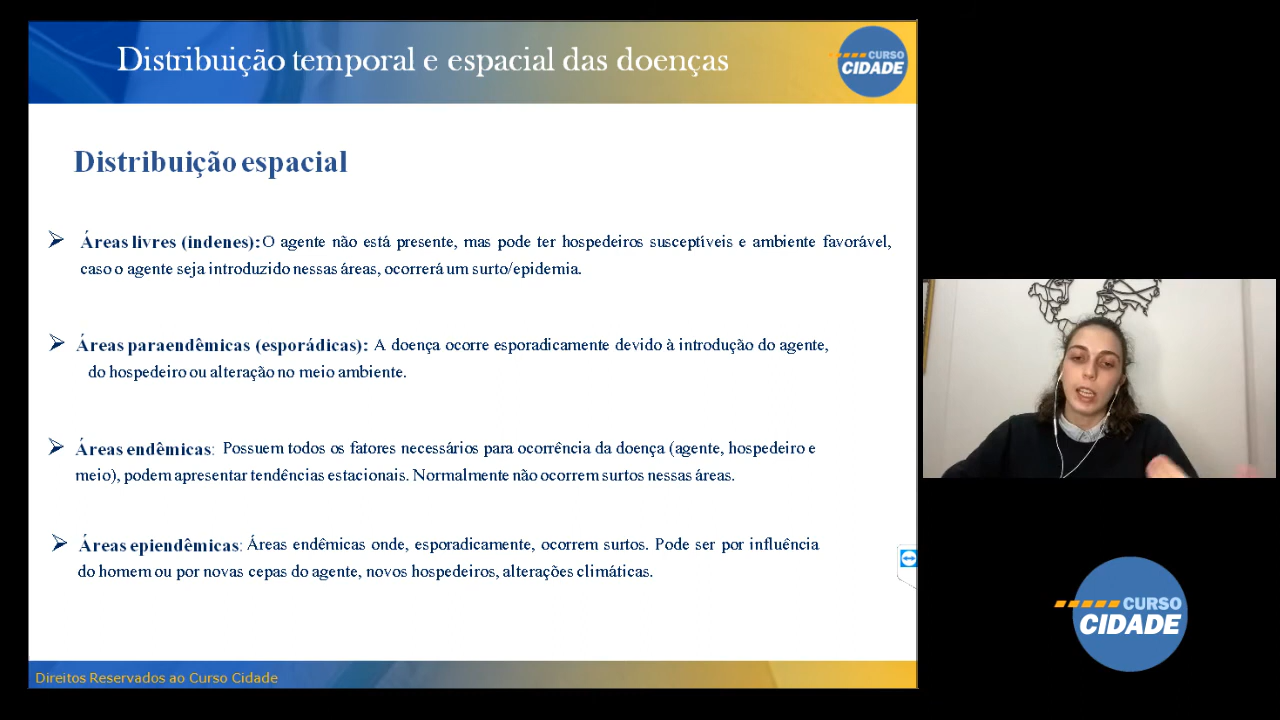 Distribuição temporal e espacial das doenças
CURSO
CIDADE
Distribuição espacial
Áreas livres (indenes): O agente não está presente, mas pode ter hospedeiros susceptíveis e ambiente favorável,
caso o agente seja introduzido nessas áreas, ocorrerá um surto/epidemia.
Áreas paraendêmicas (esporádicas): A doença ocorre esporadicamente devido à introdução do agente,
do hospedeiro ou alteração no meio ambiente.
Áreas endêmicas: Possuem todos os fatores necessários para ocorrência da doença (agente, hospedeiro e
meio), podem apresentar tendências estacionais. Normalmente não ocorrem surtos nessas áreas.
Áreas epiendêmicas: Áreas endêmicas onde, esporadicamente, ocorrem surtos. Pode ser por influência
do homem ou por novas cepas do agente, novos hospedeiros, alterações climáticas.
Direitos Reservados ao Curso Cidade
CURSO
CIDADE